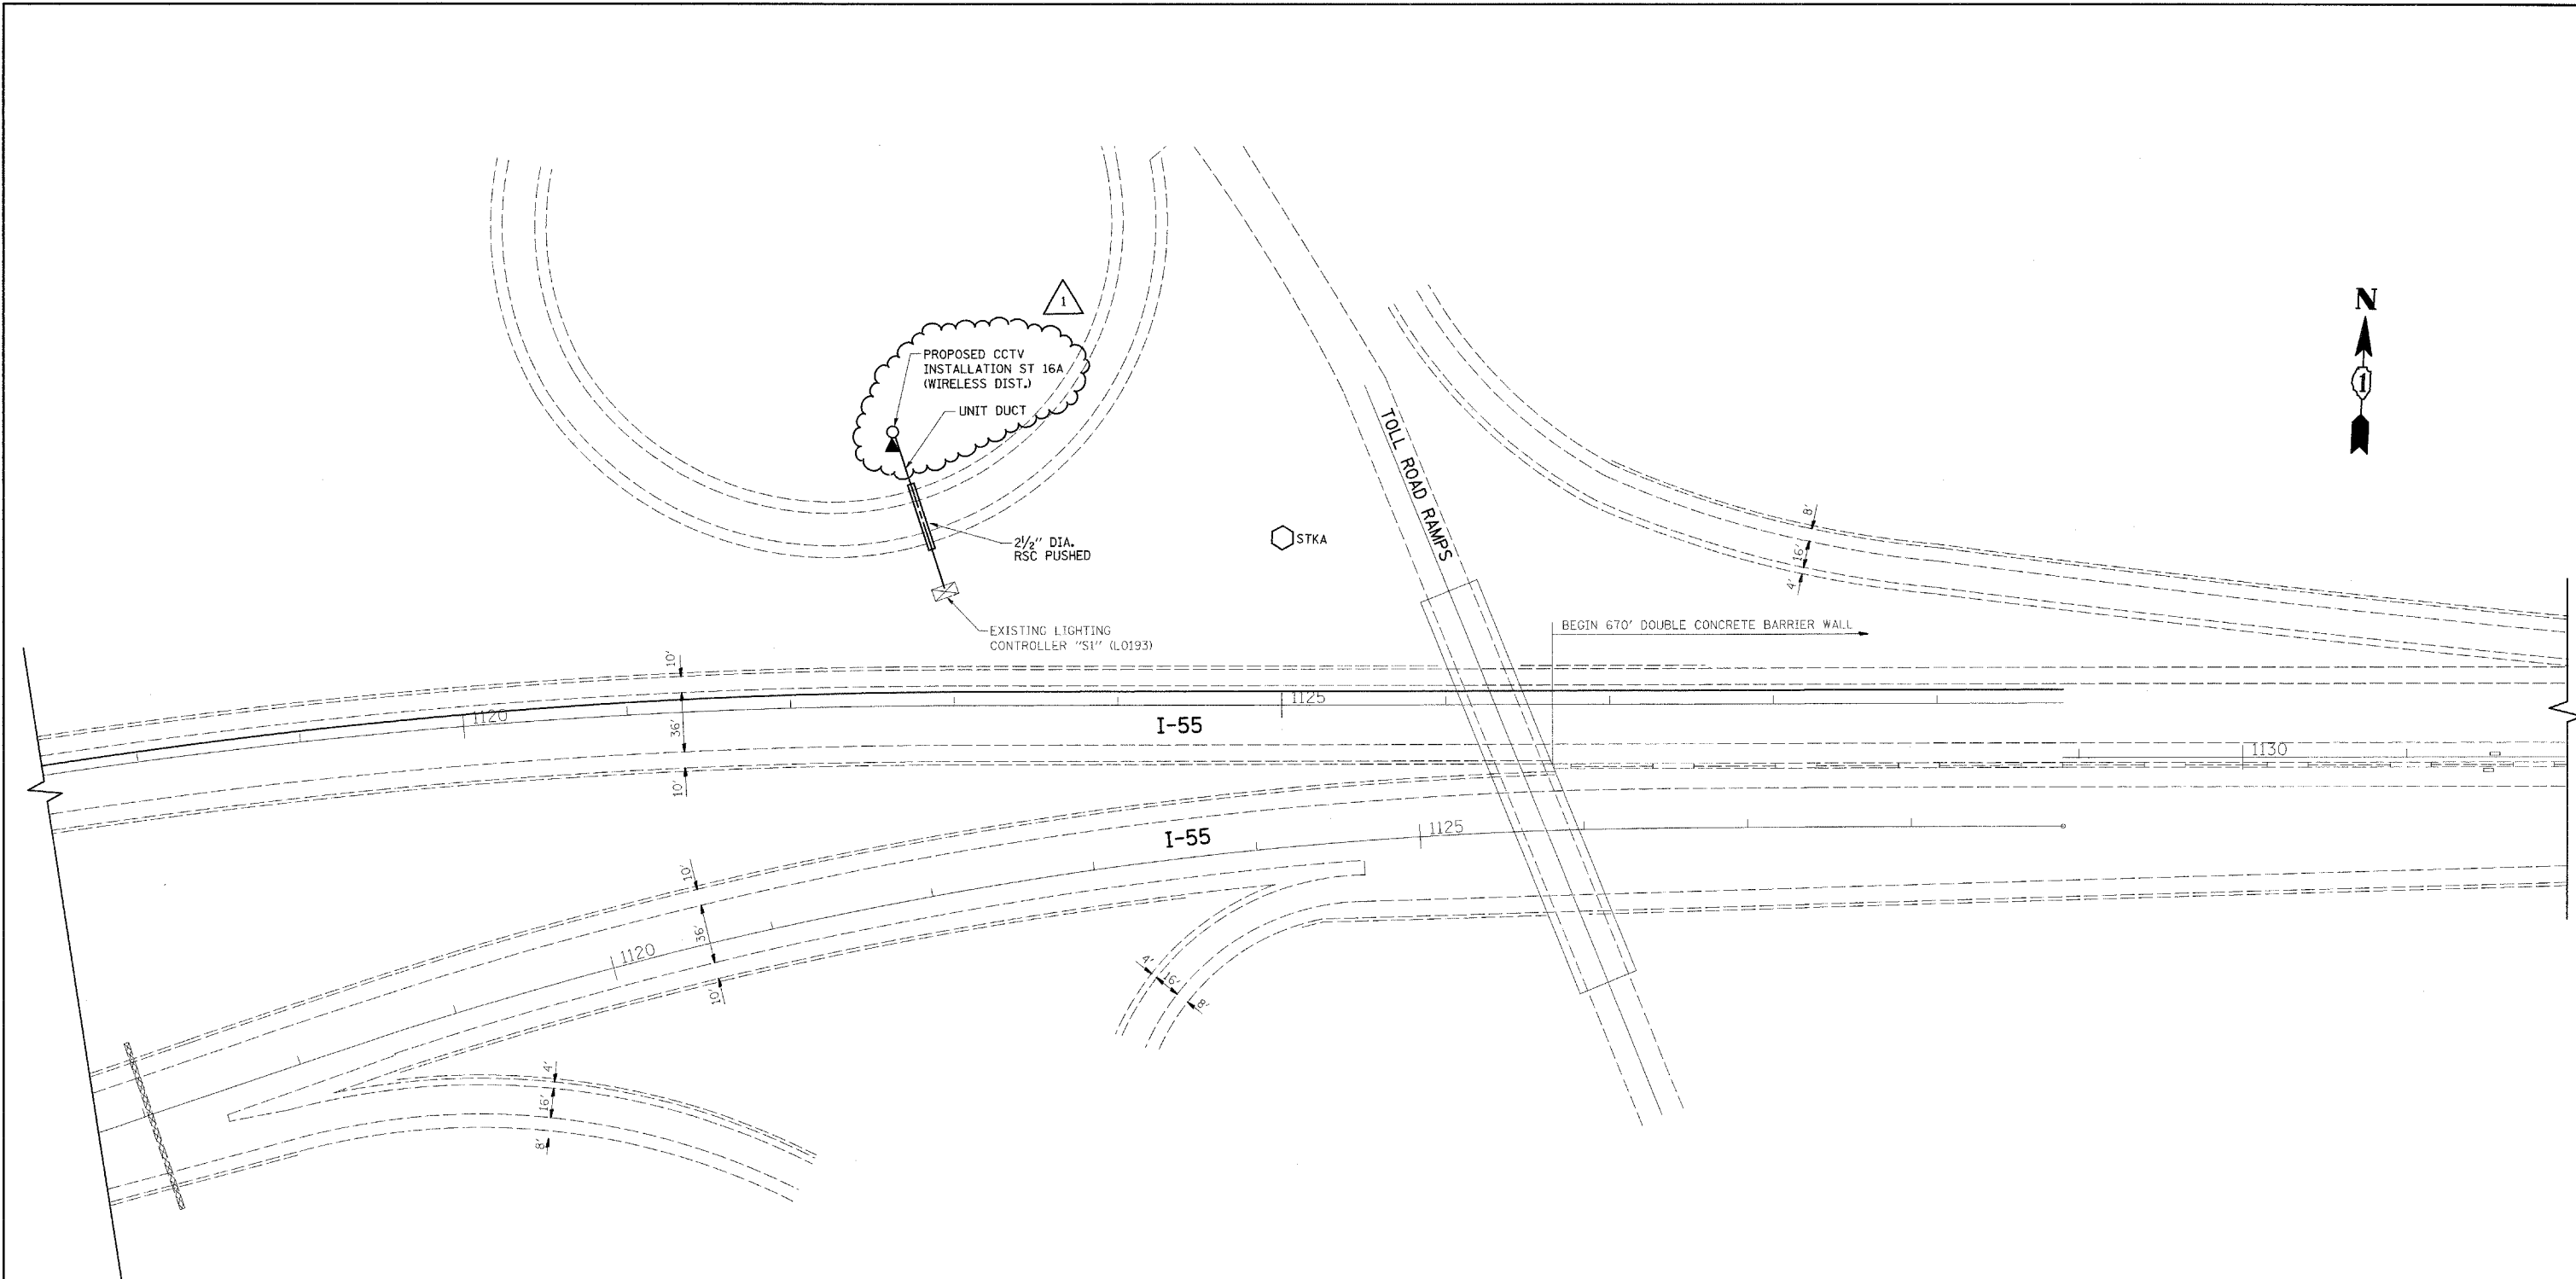 1
N
PROPOSED CCTV
INSTALLATION ST 16A
(WIRELESS DIST.)
UNIT DUCT
1
TOLL ROAD RAMPS
2½" DIA.
RSC PUSHED
STKA
8'
16'
4'
EXISTING LIGHTING
CONTROLLER "S1" (L0193)
BEGIN 670' DOUBLE CONCRETE BARRIER WALL
10'
36'
10'
1120
1125
I-55
1130
I-55
1125
10'
36'
10'
1120
4'
16'
8'
4'
16'
8'